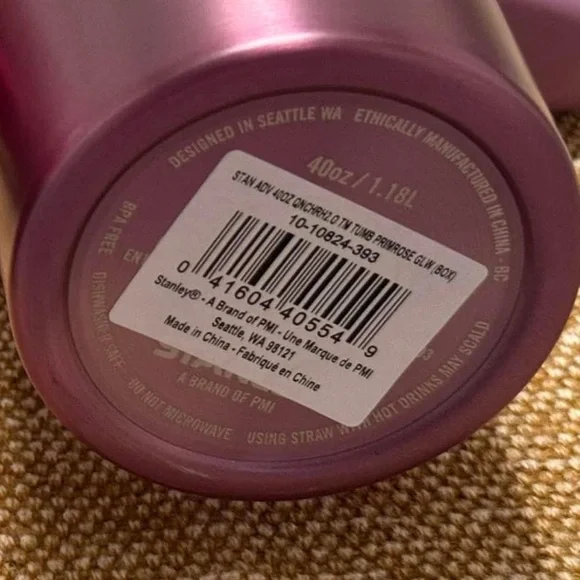 DESIGNED IN SEATTLE WA
ETHICALLY MANUFACTURED IN CHINA - BC
40oz / 1.18L
STAN ADV 40OZ QNCHRH2.0 TM TUMB PRIMROSE GLW (BOX)
10-10824-393
0 41604 40554 9
Stanley® - A Brand of PMI - Une Marque de PMI
Seattle, WA 98121
Made in China - Fabriqué en Chine
BPA FREE
DISHWASHER SAFE
A BRAND OF PMI
DO NOT MICROWAVE
USING STRAW WITH HOT DRINKS MAY SCALD